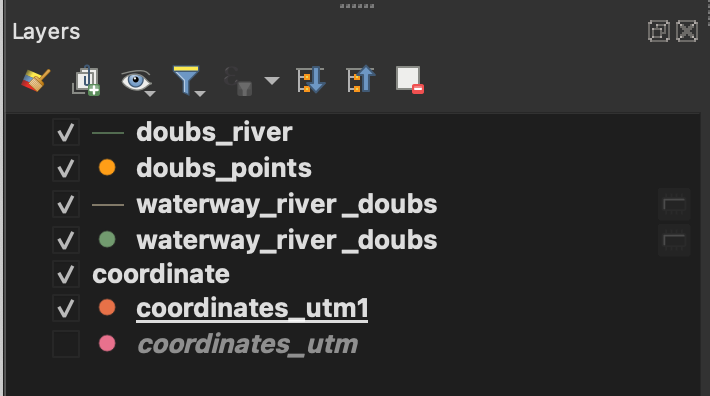 Layers
doubs_river
doubs_points
waterway_river _doubs
waterway_river _doubs
coordinate
coordinates_utm1
coordinates_utm